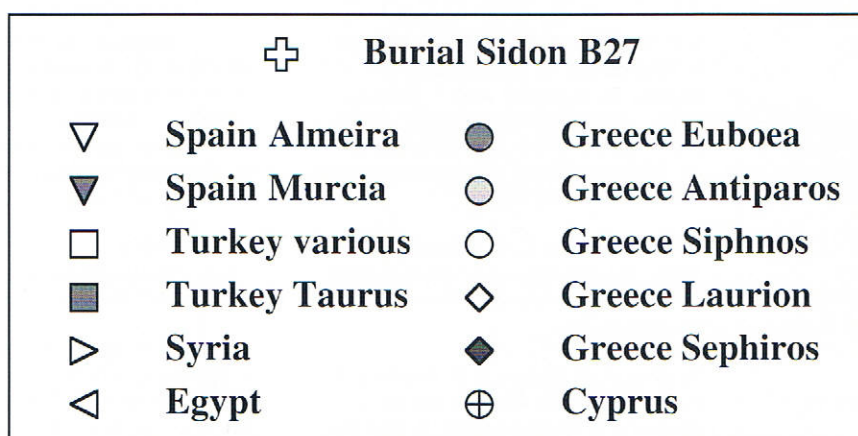 Burial Sidon B27
Spain Almeira
Greece Euboea
Spain Murcia
Greece Antiparos
Turkey various
Greece Siphnos
Turkey Taurus
Greece Laurion
Syria
Greece Sephiros
Egypt
Cyprus